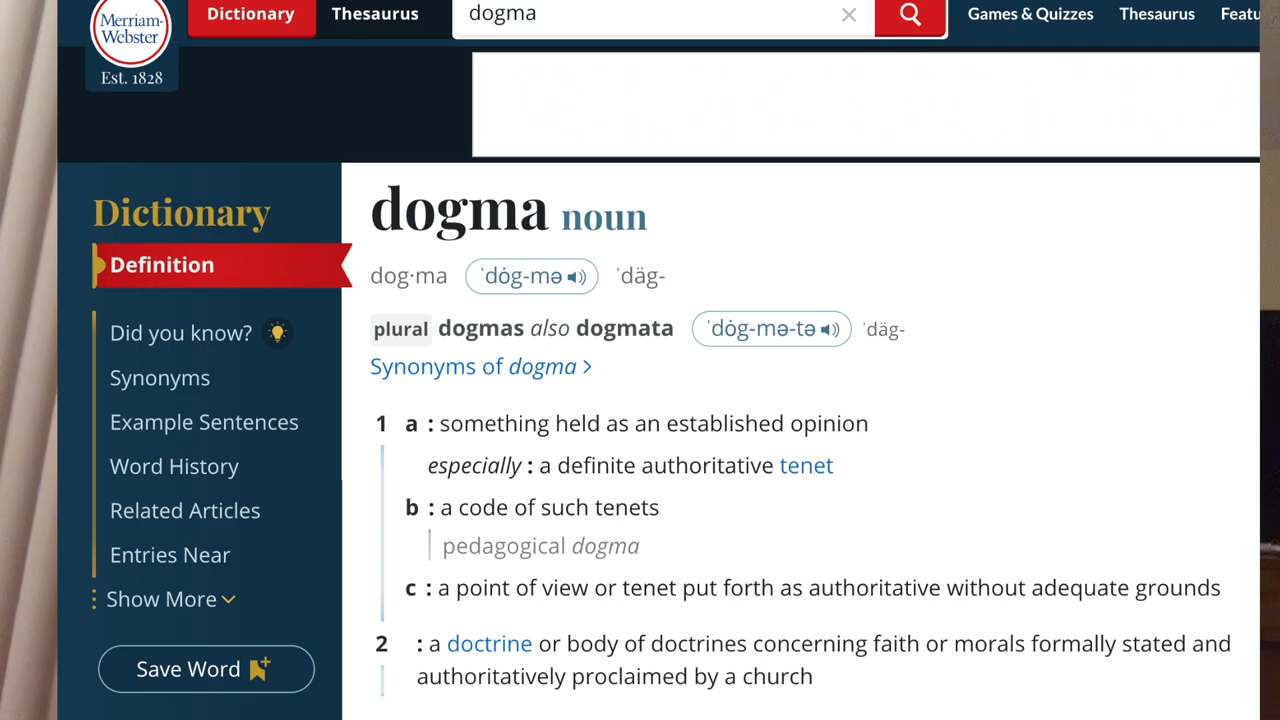 Merriam-
Webster
Est. 1828
Dictionary
Thesaurus
dogma
Games & Quizzes
Thesaurus
Featu
Dictionary
Definition
Did you know?
Synonyms
Example Sentences
Word History
Related Articles
Entries Near
Show More
Save Word
dogma noun
dog·ma ˈdȯg-mə ˈdäg-
plural dogmas also dogmata ˈdȯg-mə-tə ˈdäg-
Synonyms of dogma
1 a : something held as an established opinion
especially : a definite authoritative tenet
b : a code of such tenets
pedagogical dogma
c : a point of view or tenet put forth as authoritative without adequate grounds
2 : a doctrine or body of doctrines concerning faith or morals formally stated and
authoritatively proclaimed by a church